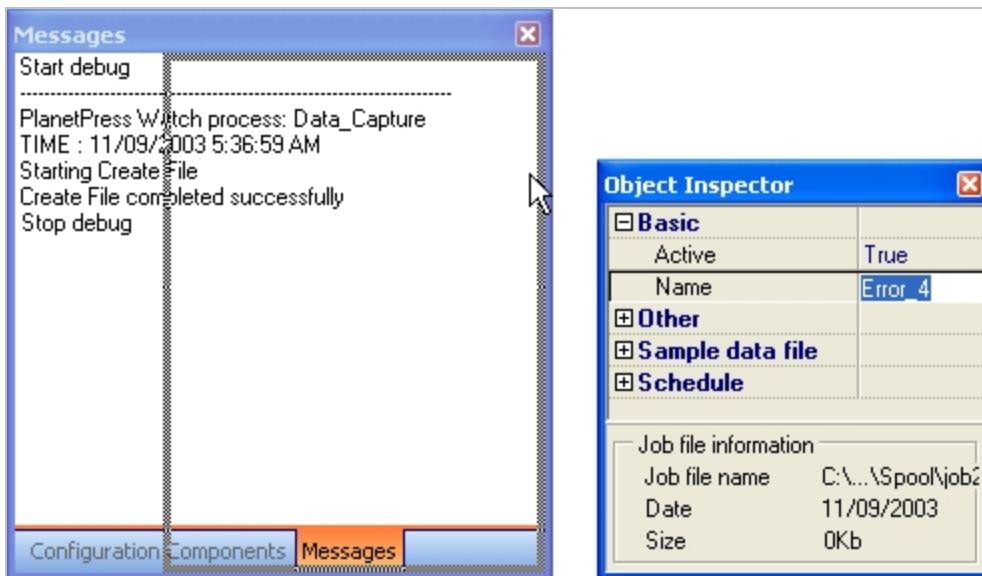 Messages
Start debug
PlanetPress Watch process: Data_Capture
TIME : 11/09/2003 5:36:59 AM
Starting Create File
Create File completed successfully
Stop debug
Configuration Components Messages
Object Inspector
Basic
Active True
Name Error_4
Other
Sample data file
Schedule
Job file information
Job file name C:\...\Spool\job2
Date 11/09/2003
Size 0Kb